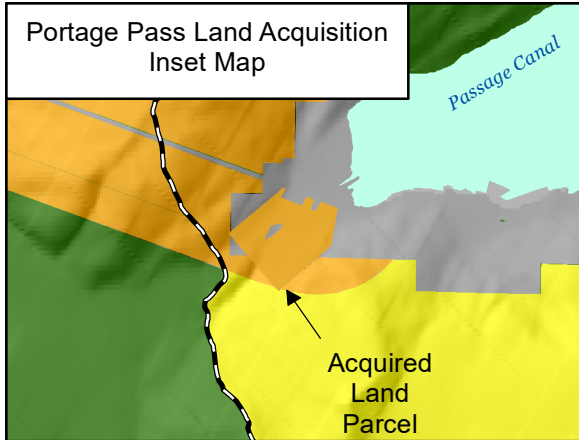 Portage Pass Land Acquisition
Inset Map
Passage Canal
Acquired
Land
Parcel